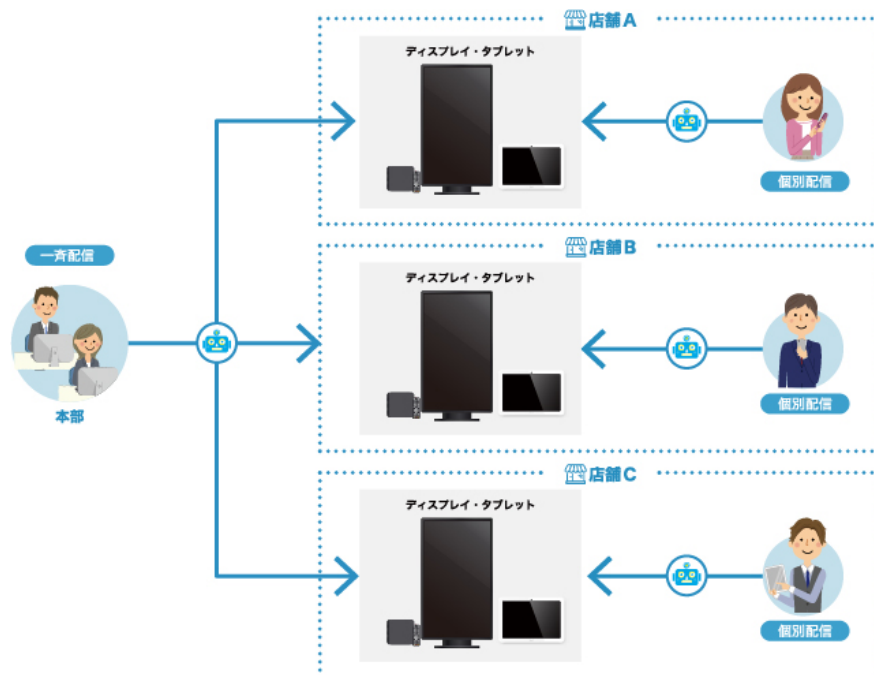 店舗A
ディスプレイ・タブレット
個別配信
一斉配信
本部
店舗B
ディスプレイ・タブレット
個別配信
店舗C
ディスプレイ・タブレット
個別配信